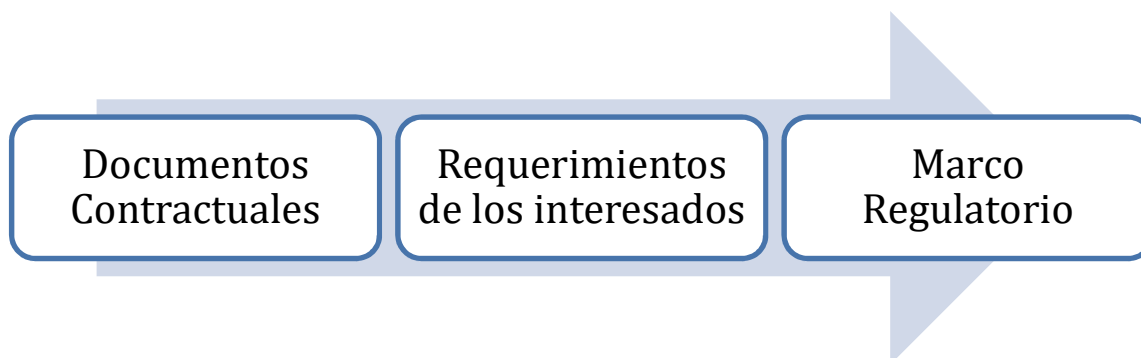 Documentos
Contractuales
Requerimientos
de los interesados
Marco
Regulatorio